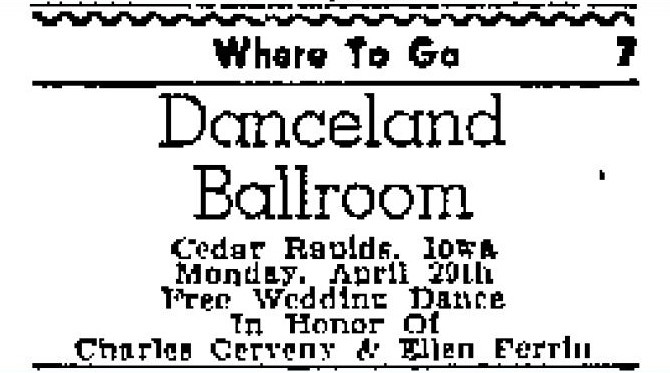 Where To Go 7
Danceland
Ballroom
Cedar Rapids, Iowa
Monday, April 29th
Free Wedding Dance
In Honor Of
Charles Cerveny & Ellen Ferrin